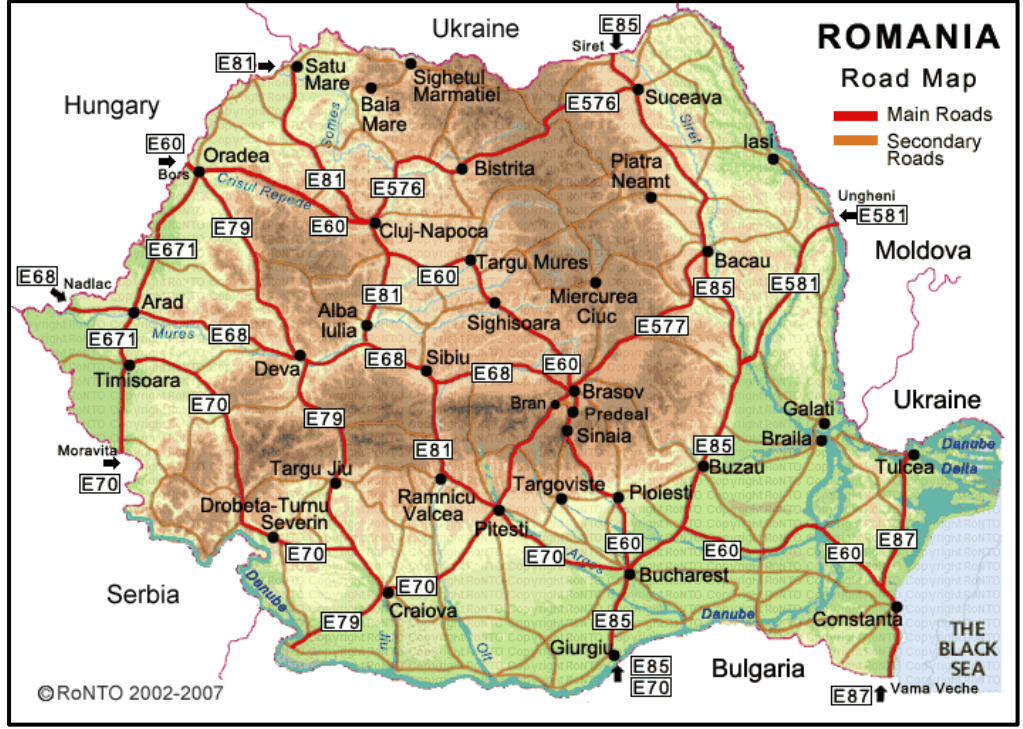 Ukraine
E85
Siret
ROMANIA
Road Map
Main Roads
Secondary
Roads
E81
Satu
Mare
Sighetul
Marmatiei
Baia
Mare
Somes
E576
Suceava
Siret
Iasi
Hungary
E60
Bors
Oradea
Crisul Repede
E81
E576
Bistrita
Piatra
Neamt
Ungheni
E581
Moldova
E79
E60
Cluj-Napoca
E671
E60
Targu Mures
Bacau
E85
E581
E68
Nadlac
Arad
Mures
E68
E81
Alba
Iulia
Sighisoara
Miercurea
Ciuc
E577
E671
Timisoara
Deva
E68
Sibiu
E68
E60
Brasov
Bran
Predeal
Sinaia
E70
E79
Galati
Braila
Ukraine
Danube
Delta
Tulcea
Moravita
E70
E81
E85
Buzau
Targu Jiu
Ramnicu
Valcea
Targoviste
Ploiesti
Drobeta-Turnu
Severin
Pitesti
E70
E70
Arges
E60
E60
E60
E87
Bucharest
Serbia
Danube
E70
Craiova
E79
Jiu
Olt
E85
Danube
Constanta
Giurgiu
E85
E70
Bulgaria
THE
BLACK
SEA
E87
Vama Veche
©RoNTO 2002-2007